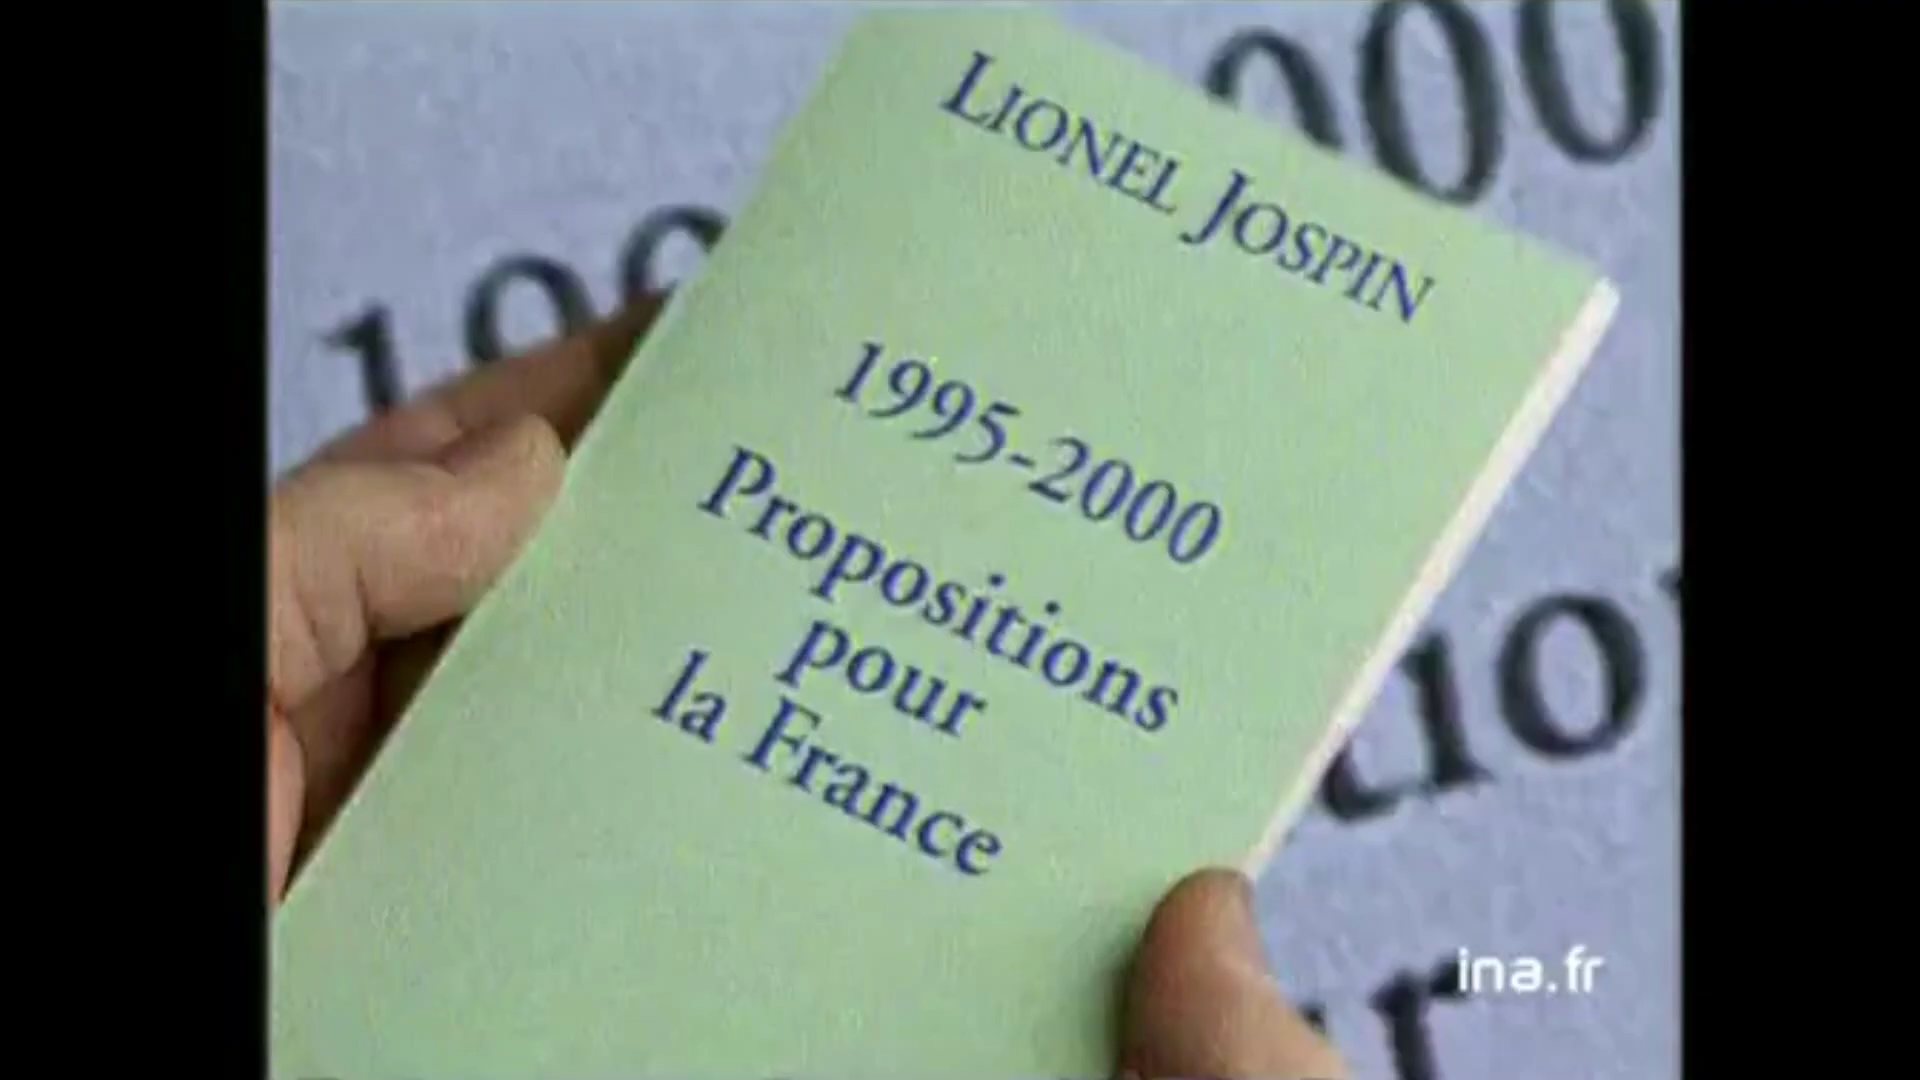 LIONEL JOSPIN
1995-2000
Propositions
pour
la France
ina.fr